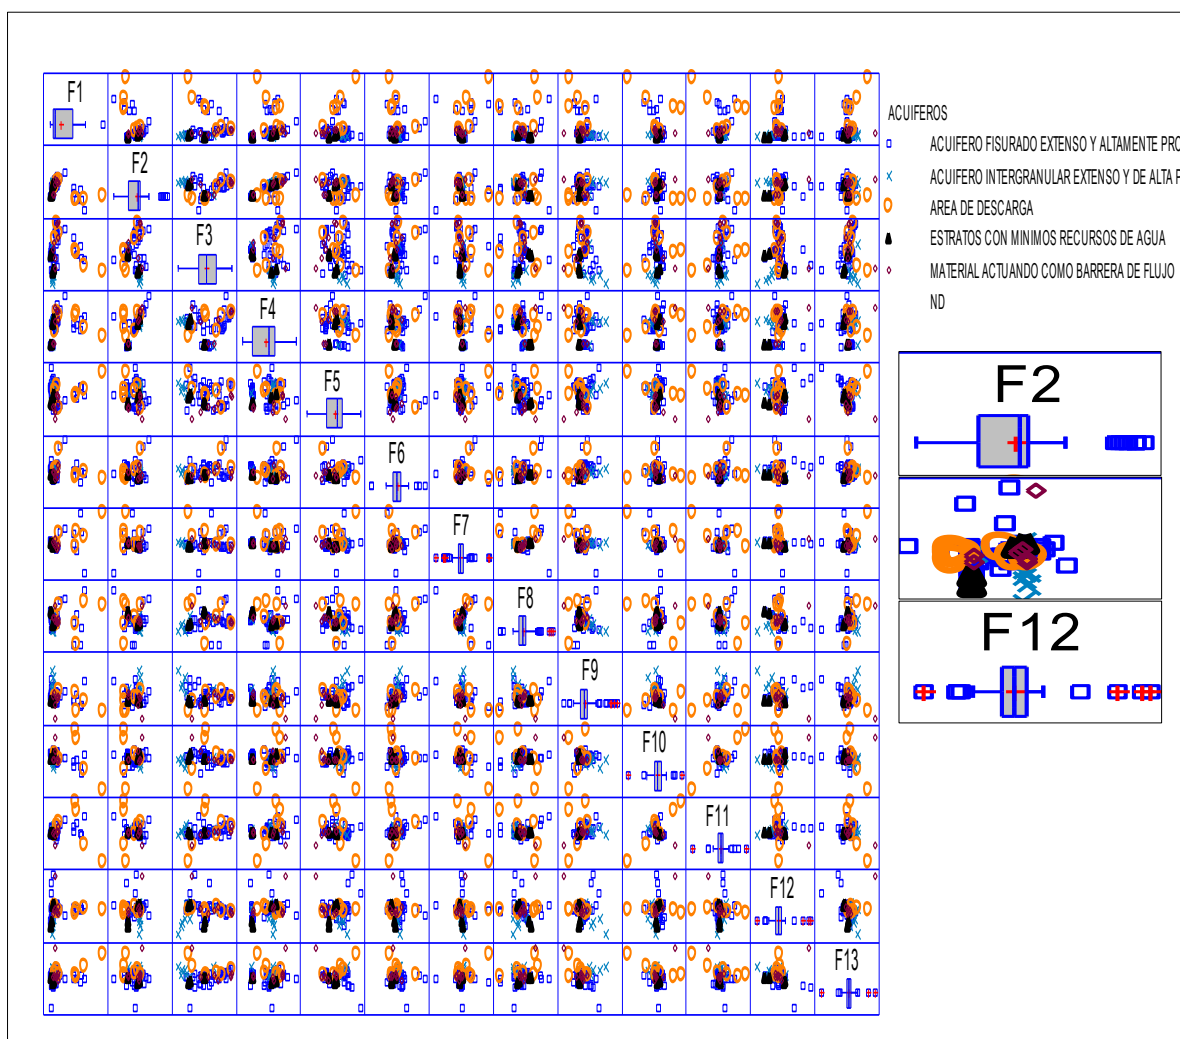 F1
F2
F3
F4
F5
F6
F7
F8
F9
F10
F11
F12
F13
ACUIFEROS
ACUIFERO FISURADO EXTENSO Y ALTAMENTE PRO
ACUIFERO INTERGRANULAR EXTENSO Y DE ALTA P
AREA DE DESCARGA
ESTRATOS CON MINIMOS RECURSOS DE AGUA
MATERIAL ACTUANDO COMO BARRERA DE FLUJO
ND
F2
F12